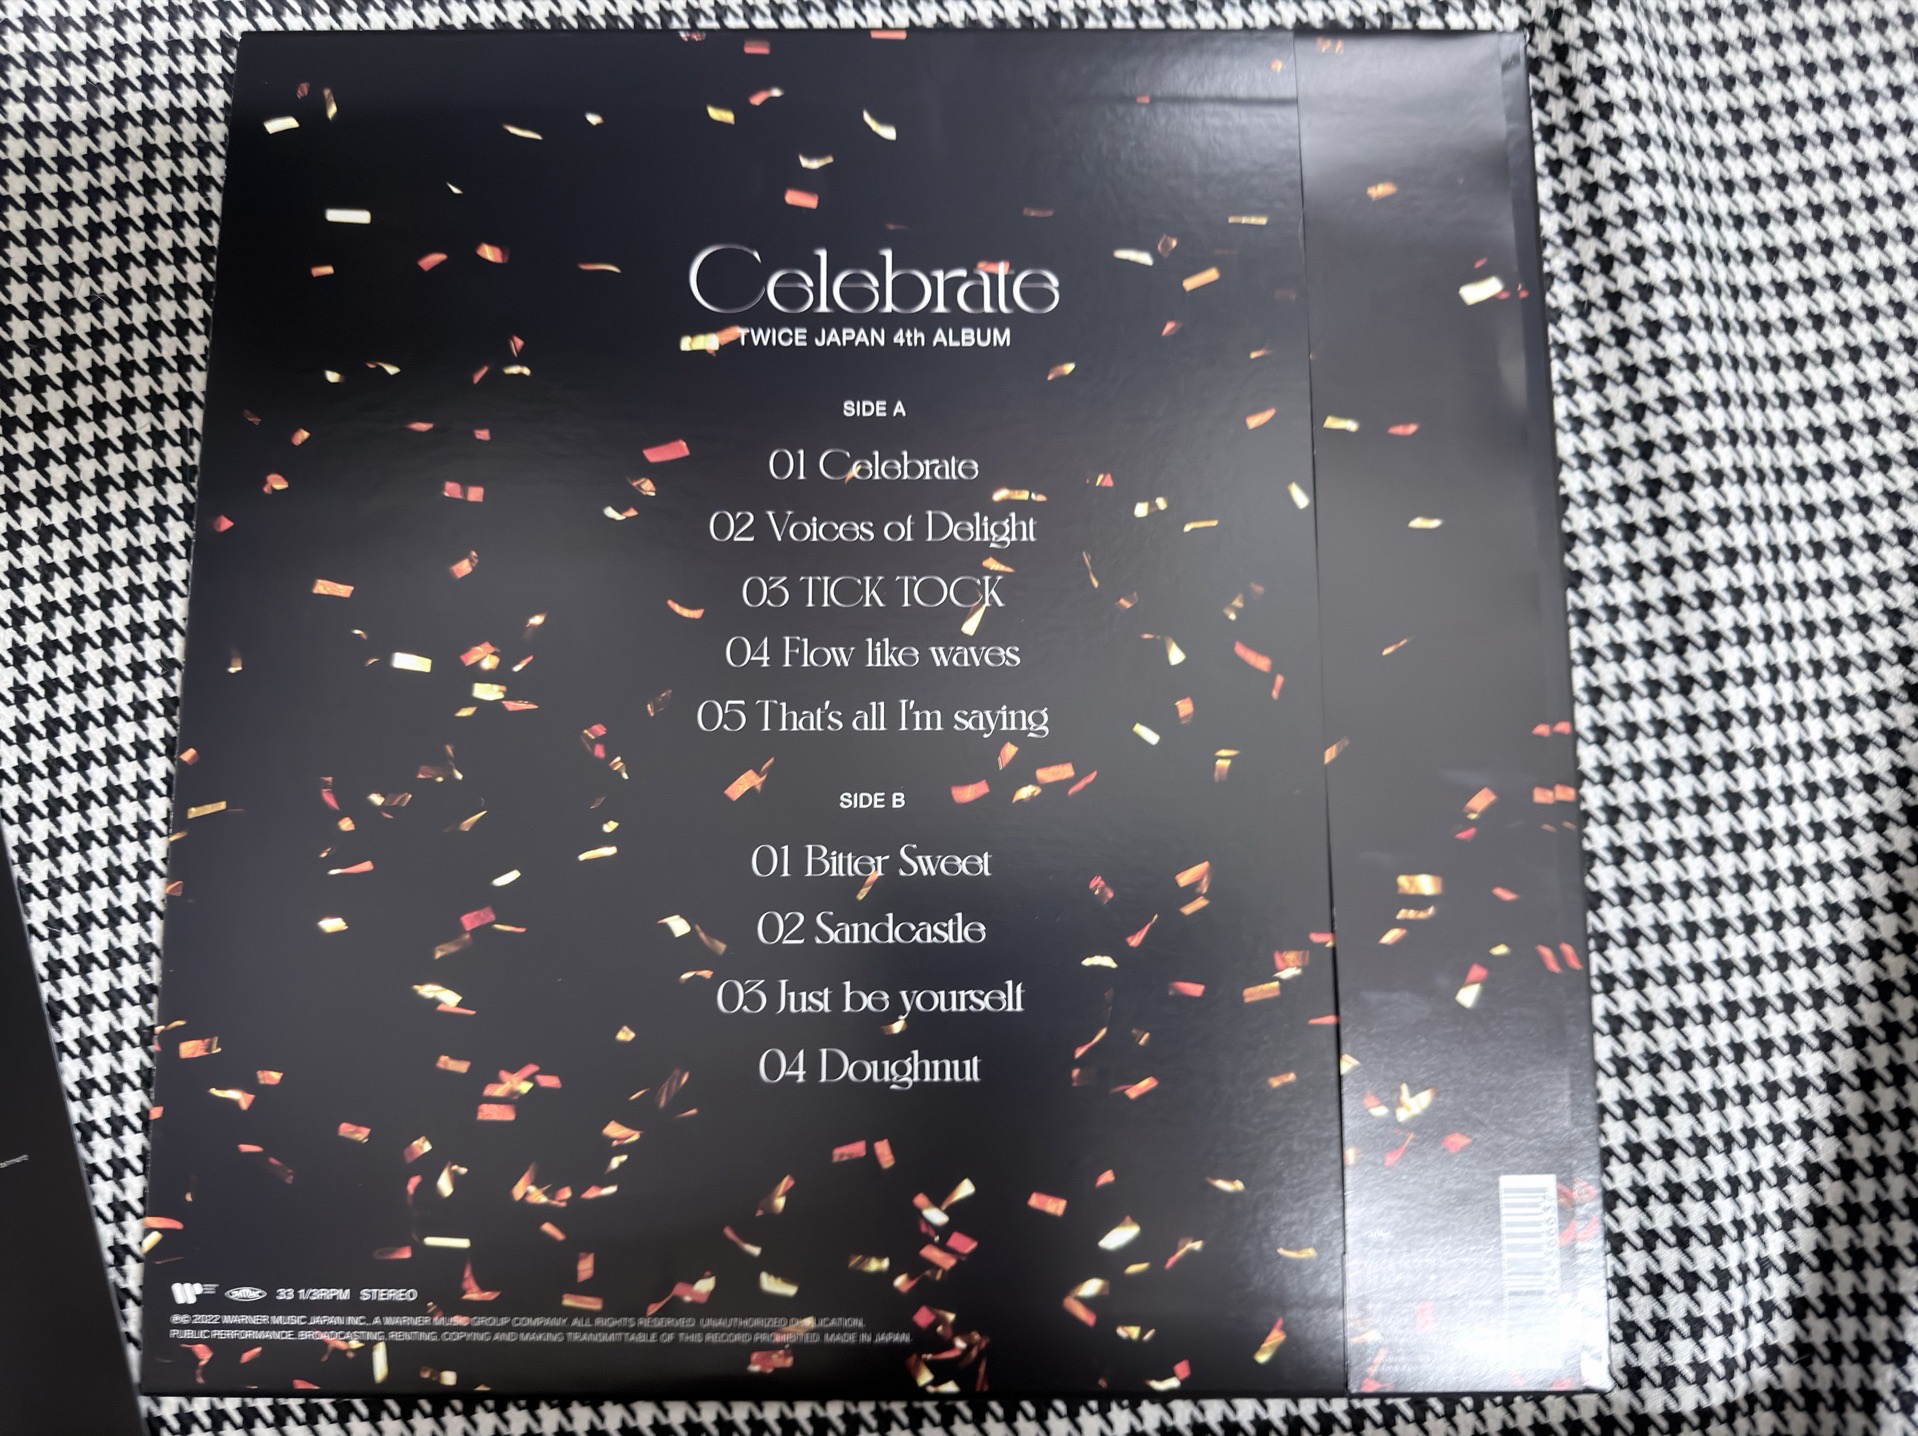 Celebrate
TWICE JAPAN 4th ALBUM
SIDE A
01 Celebrate
02 Voices of Delight
03 TICK TOCK
04 Flow like waves
05 That's all I'm saying
SIDE B
01 Bitter Sweet
02 Sandcastle
03 Just be yourself
04 Doughnut
33 1/3RPM STEREO
℗© 2022 WARNER MUSIC JAPAN INC., A WARNER MUSIC GROUP COMPANY. ALL RIGHTS RESERVED. UNAUTHORIZED DUPLICATION,
PUBLIC PERFORMANCE, BROADCASTING, RENTING, COPYING AND MAKING TRANSMITTABLE OF THIS RECORD PROHIBITED. MADE IN JAPAN.